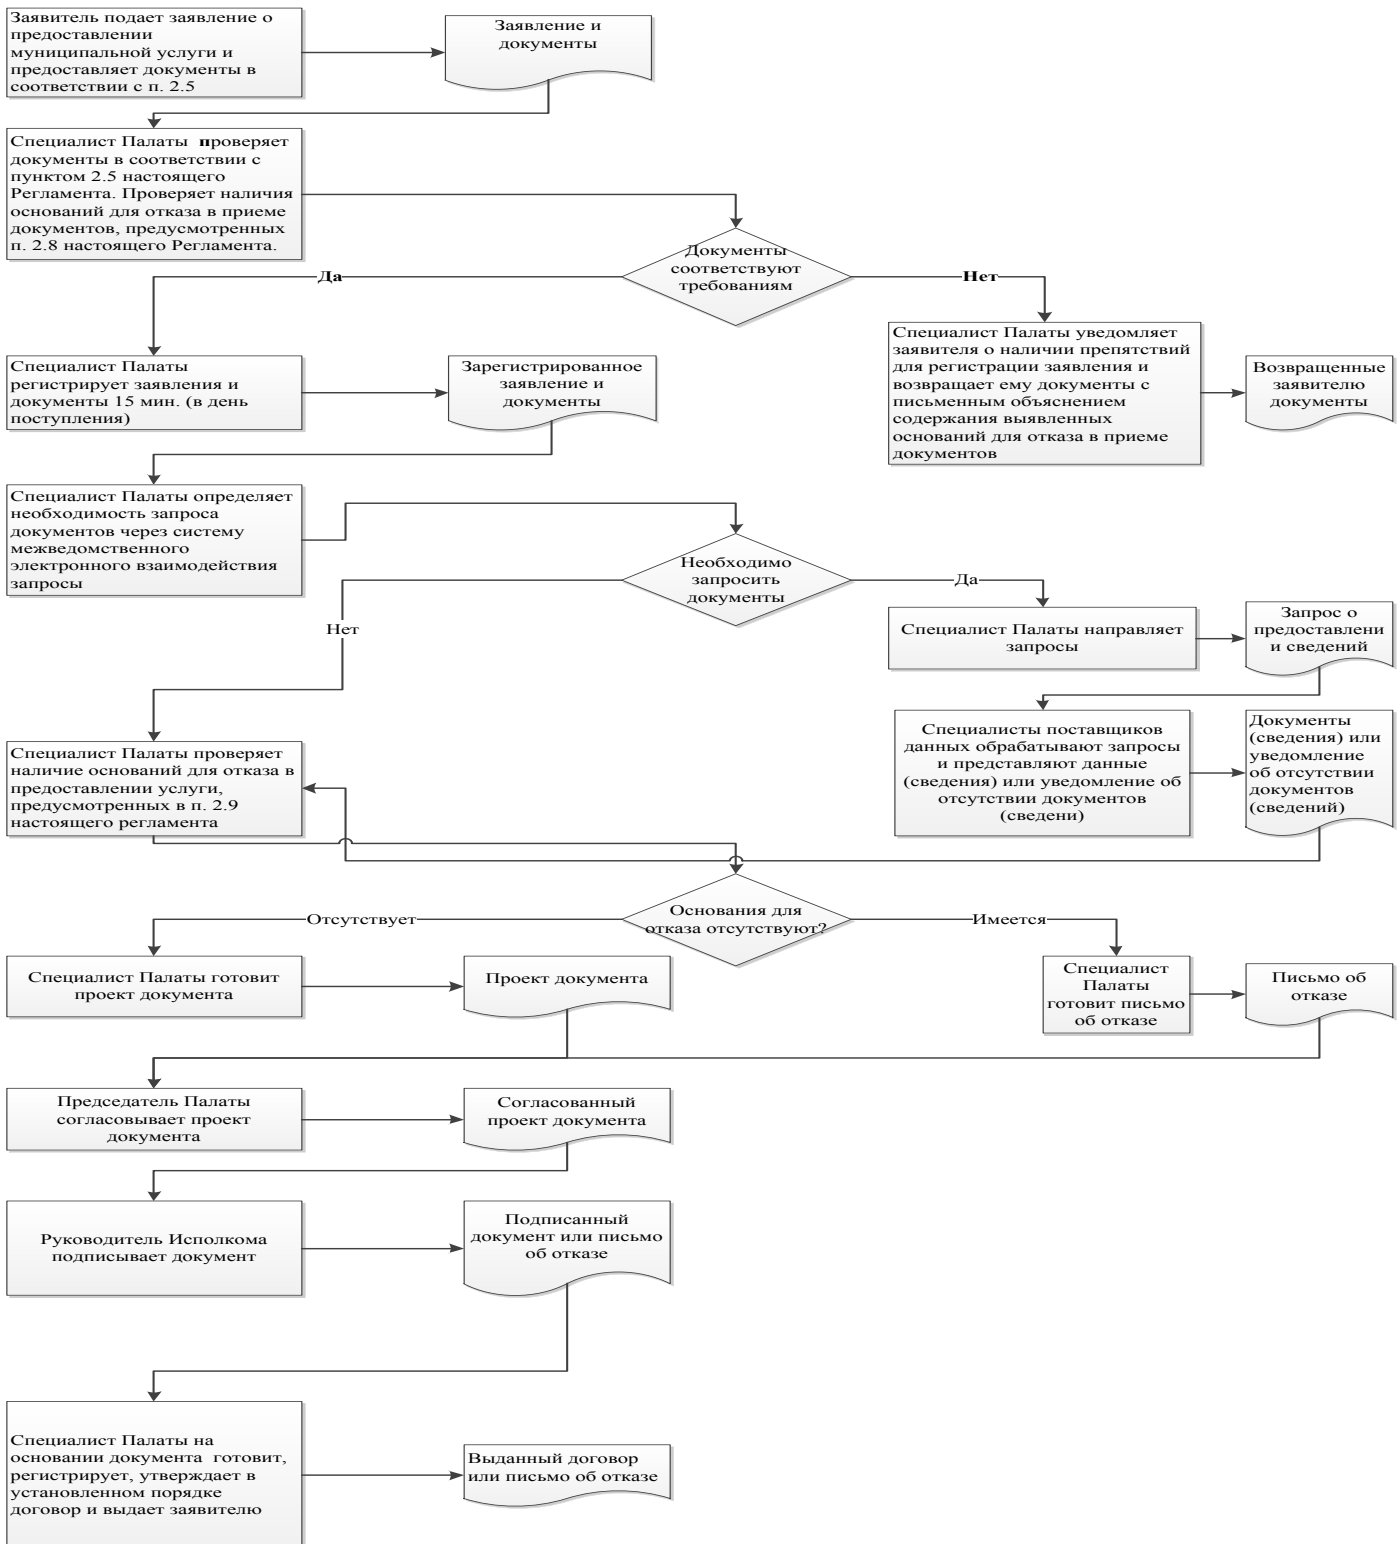 Заявитель подает заявление о
предоставлении
муниципальной услуги и
предоставляет документы в
соответствии с п. 2.5
Заявление и
документы
Специалист Палаты проверяет
документы в соответствии с
пунктом 2.5 настоящего
Регламента. Проверяет наличия
оснований для отказа в приеме
документов, предусмотренных
п. 2.8 настоящего Регламента.
Документы
соответствуют
требованиям
Да
Нет
Специалист Палаты
регистрирует заявления и
документы 15 мин. (в день
поступления)
Зарегистрированное
заявление и
документы
Специалист Палаты уведомляет
заявителя о наличии препятствий
для регистрации заявления и
возвращает ему документы с
письменным объяснением
содержания выявленных
оснований для отказа в приеме
документов
Возвращенные
заявителю
документы
Специалист Палаты определяет
необходимость запроса
документов через систему
межведомственного
электронного взаимодействия
запросы
Необходимо
запросить
документы
Да
Нет
Специалист Палаты направляет
запросы
Запрос о
предоставлени
и сведений
Специалисты поставщиков
данных обрабатывают запросы
и представляют данные
(сведения) или уведомление об
отсутствии документов
(сведени)
Документы
(сведения) или
уведомление
об отсутствии
документов
(сведений)
Специалист Палаты проверяет
наличие оснований для отказа в
предоставлении услуги,
предусмотренных в п. 2.9
настоящего регламента
Основания для
отказа отсутствуют?
Отсутствует
Имеется
Специалист Палаты готовит
проект документа
Проект документа
Специалист
Палаты
готовит письмо
об отказе
Письмо об
отказе
Председатель Палаты
согласовывает проект
документа
Согласованный
проект документа
Руководитель Исполкома
подписывает документ
Подписанный
документ или письмо
об отказе
Специалист Палаты на
основании документа готовит,
регистрирует, утверждает в
установленном порядке
договор и выдает заявителю
Выданный договор
или письмо об отказе